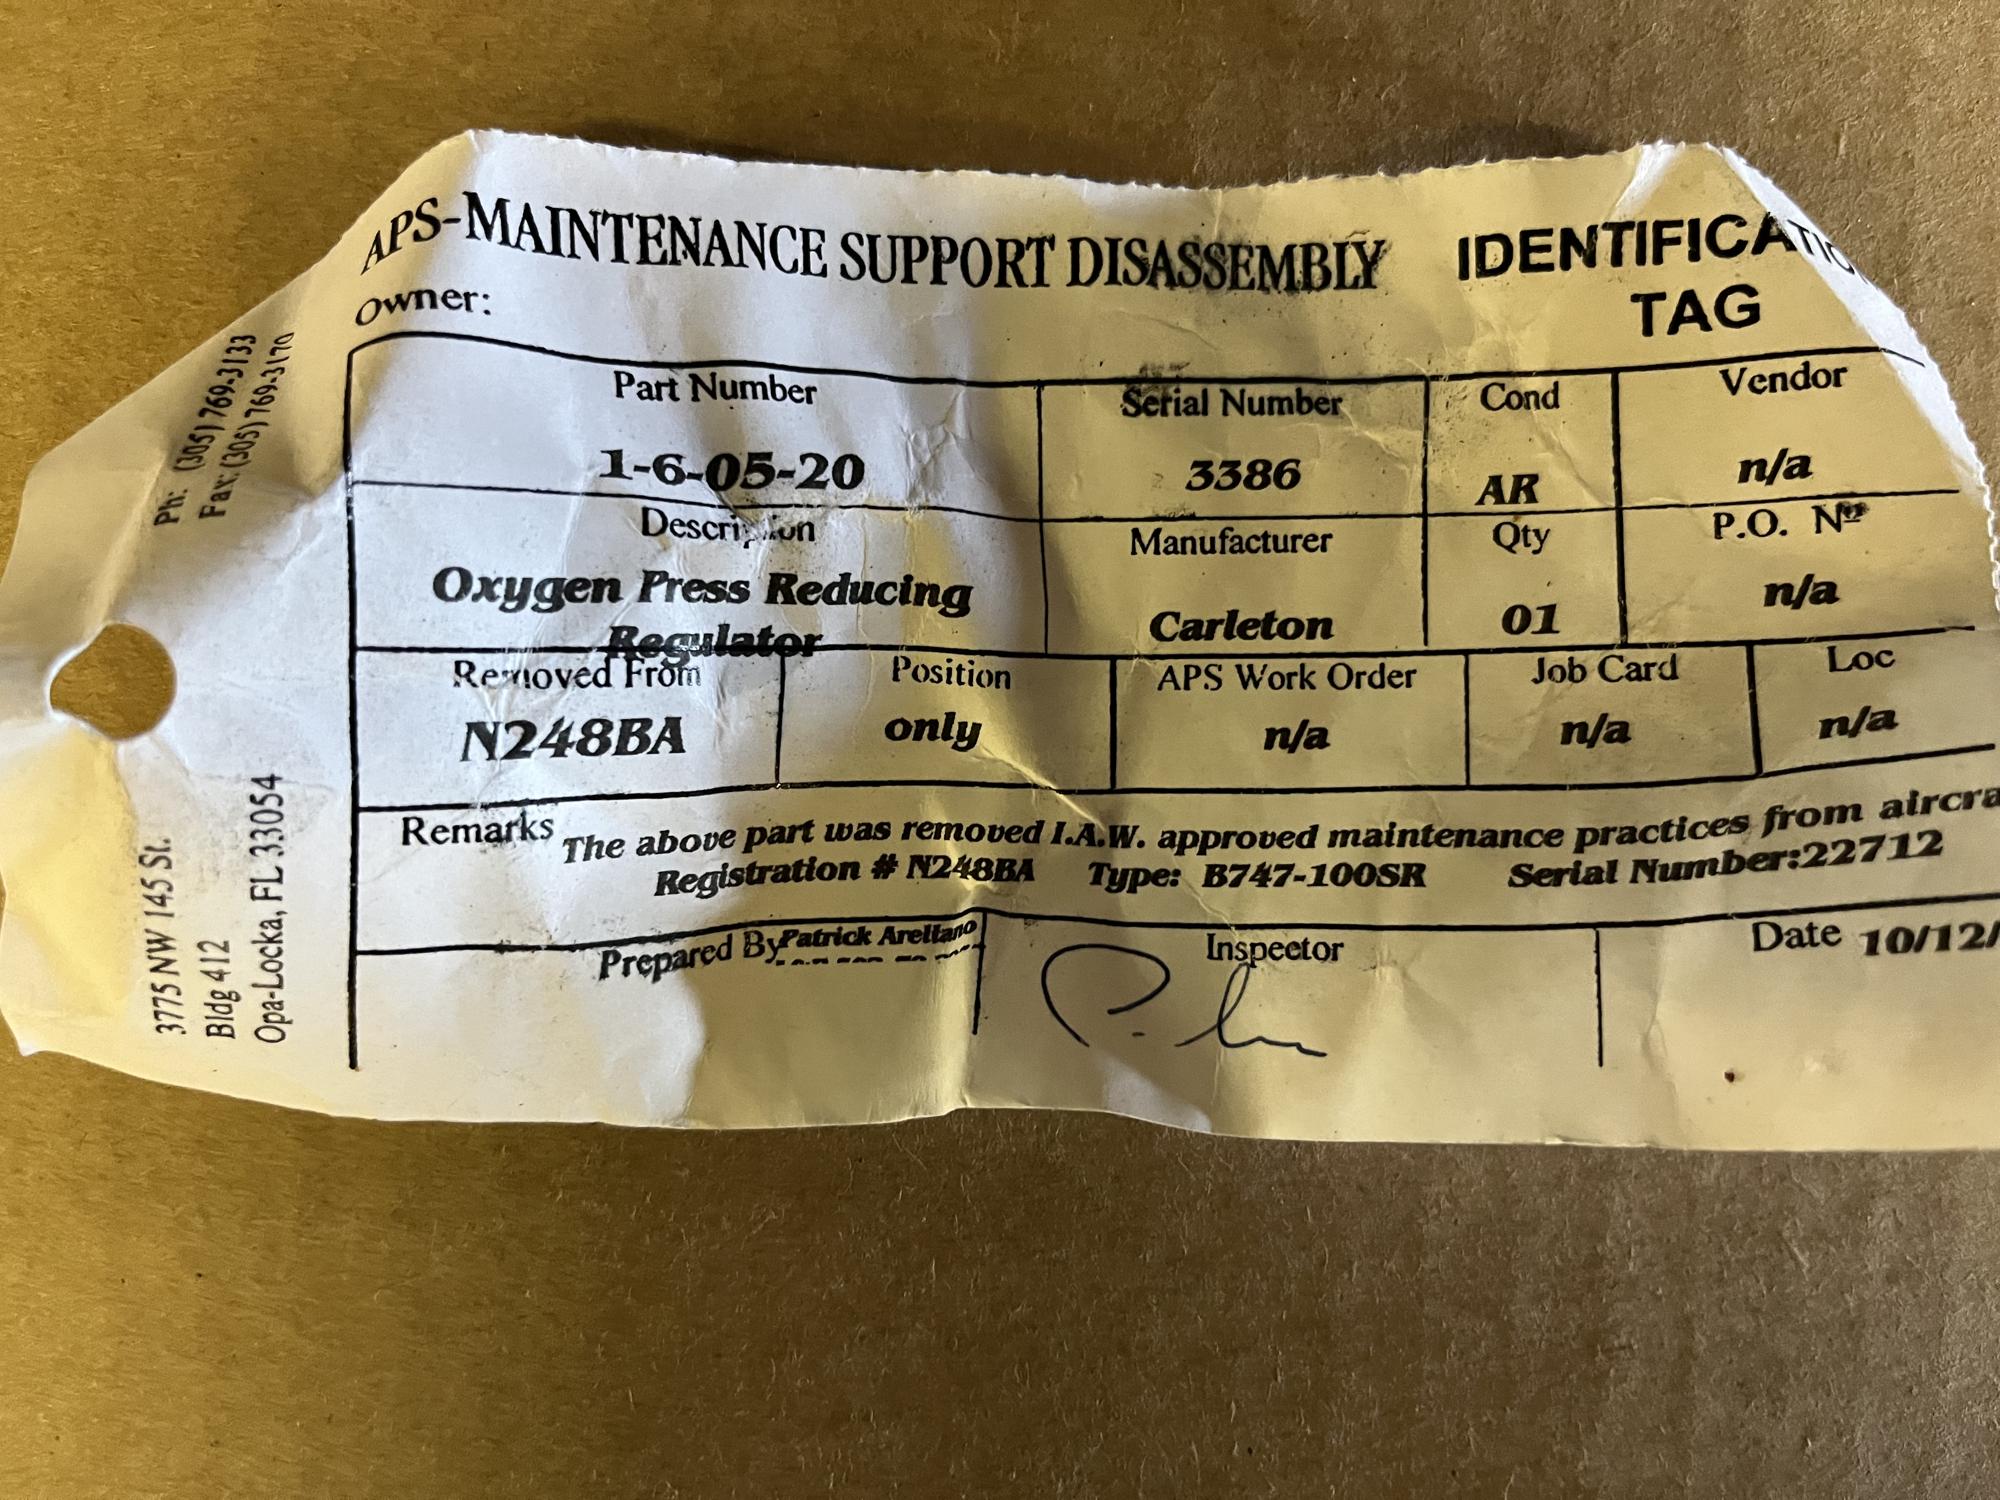 APS-MAINTENANCE SUPPORT DISASSEMBLY IDENTIFICATIO
TAG
Owner:
Ph: (305) 769-3133
Fax: (305) 769-3170
3775 NW 145 St.
Bldg 412
Opa-Locka, FL 33054
Part Number Serial Number Cond Vendor
1-6-05-20 3386 AR n/a
Description Manufacturer Qty P.O. Nº
Oxygen Press Reducing Carleton 01 n/a
Regulator
Removed From Position APS Work Order Job Card Loc
N248BA only n/a n/a n/a
Remarks The above part was removed I.A.W. approved maintenance practices from aircra
Registration # N248BA Type: B747-100SR Serial Number:22712
Prepared By Patrick Arellano Inspector Date 10/12/